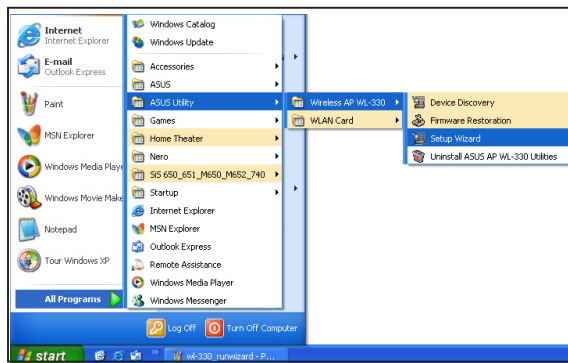 Internet
Internet Explorer
E-mail
Outlook Express
Paint
MSN Explorer
Windows Media Playe
Windows Movie Make
Notepad
Tour Windows XP
All Programs
Windows Catalog
Windows Update
Accessories
ASUS
ASUS Utility
Games
Home Theater
Nero
SiS 650_651_M650_M652_740
Startup
Internet Explorer
MSN Explorer
Outlook Express
Remote Assistance
Windows Media Player
Windows Messenger
Wireless AP WL-330
WLAN Card
Device Discovery
Firmware Restoration
Setup Wizard
Uninstall ASUS AP WL-330 Utilities
Log Off
Turn Off Computer
start
wl-330_runwizard - P...